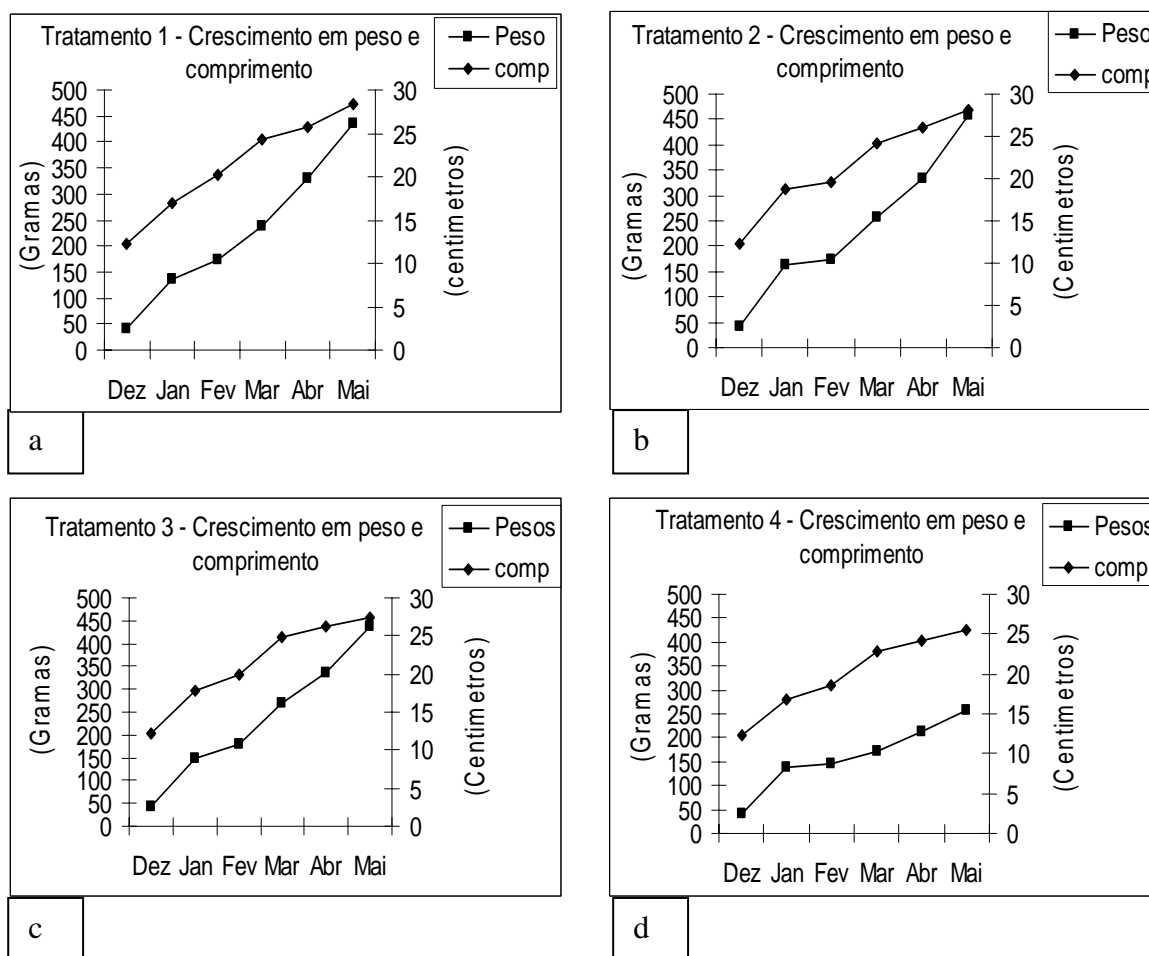 Tratamento 1 - Crescimento em peso e
comprimento
Peso
comp
500
450
400
350
300
250
200
150
100
50
0
(Gramas)
30
25
20
15
10
5
0
(centimetros)
Dez Jan Fev Mar Abr Mai
a
Tratamento 2 - Crescimento em peso e
comprimento
Peso
comp
500
450
400
350
300
250
200
150
100
50
0
(Gramas)
30
25
20
15
10
5
0
(Centimetros)
Dez Jan Fev Mar Abr Mai
b
Tratamento 3 - Crescimento em peso e
comprimento
Pesos
comp
500
450
400
350
300
250
200
150
100
50
0
(Gramas)
30
25
20
15
10
5
0
(Centimetros)
Dez Jan Fev Mar Abr Mai
c
Tratamento 4 - Crescimento em peso e
comprimento
Pesos
comp
500
450
400
350
300
250
200
150
100
50
0
(Gramas)
30
25
20
15
10
5
0
(Centimetros)
Dez Jan Fev Mar Abr Mai
d